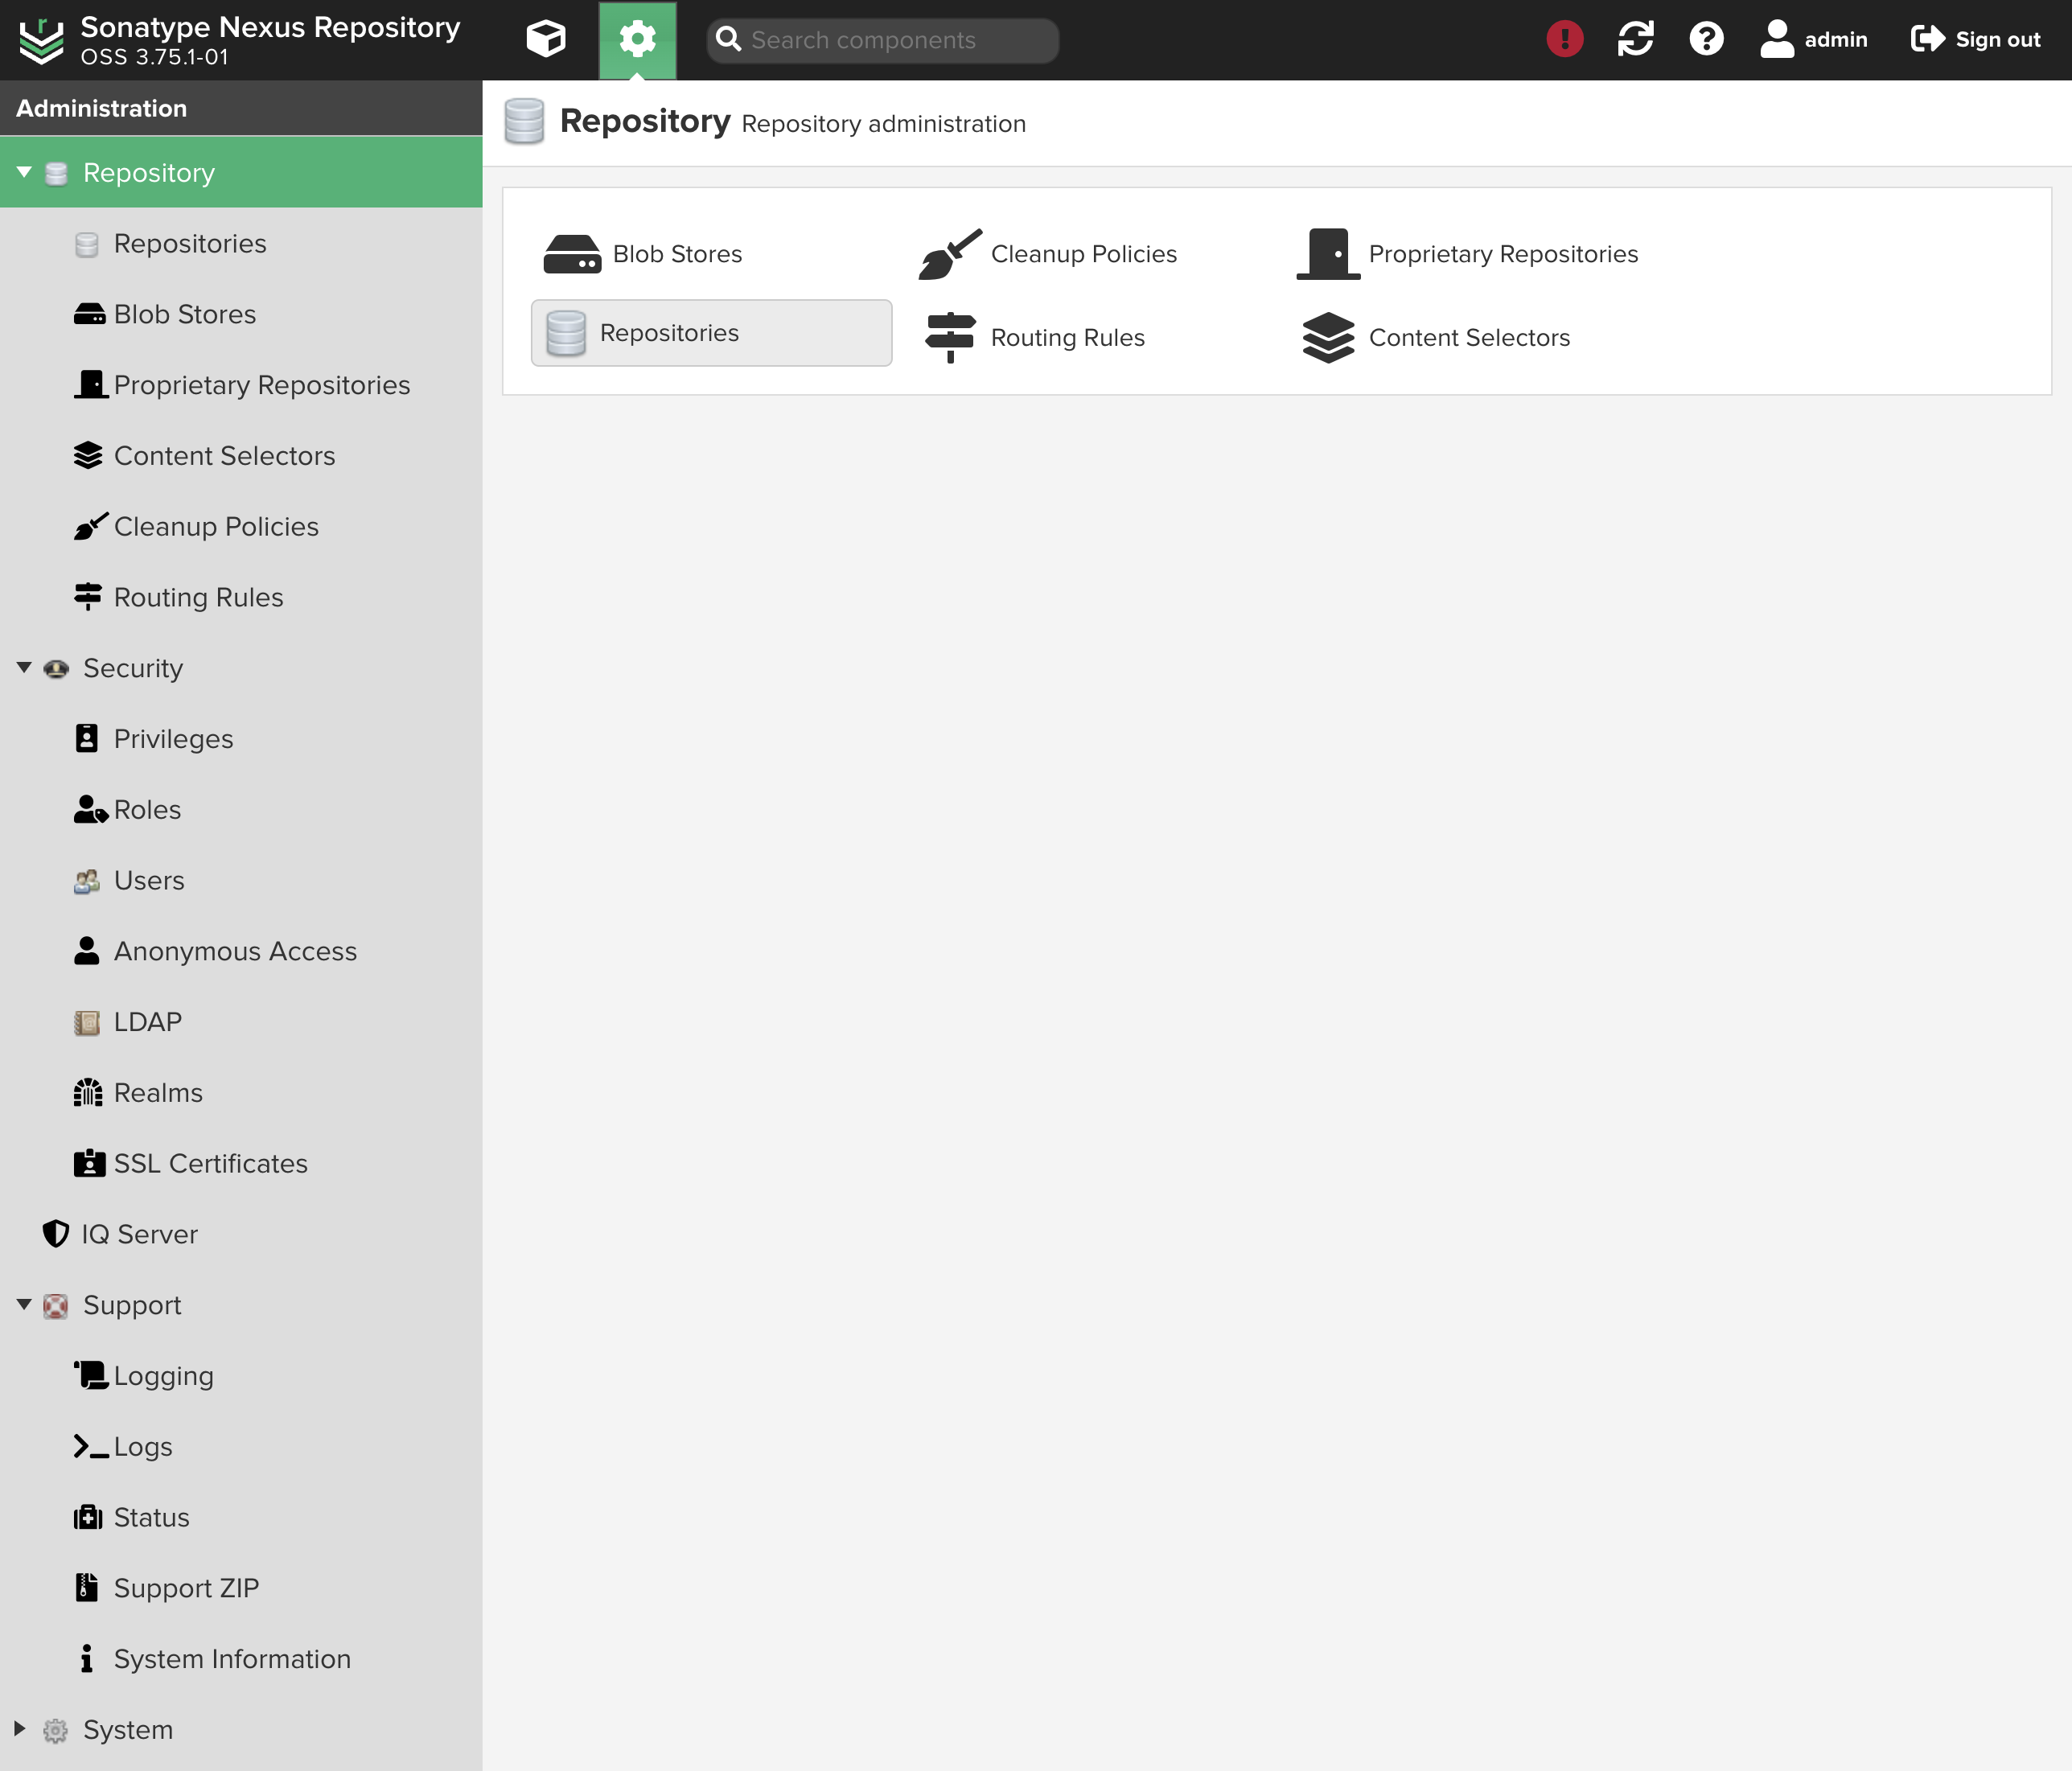 Sonatype Nexus Repository
OSS 3.75.1-01
Search components
admin
Sign out
Administration
Repository
Repositories
Blob Stores
Proprietary Repositories
Content Selectors
Cleanup Policies
Routing Rules
Security
Privileges
Roles
Users
Anonymous Access
LDAP
Realms
SSL Certificates
IQ Server
Support
Logging
Logs
Status
Support ZIP
System Information
System
Repository Repository administration
Blob Stores
Cleanup Policies
Proprietary Repositories
Repositories
Routing Rules
Content Selectors